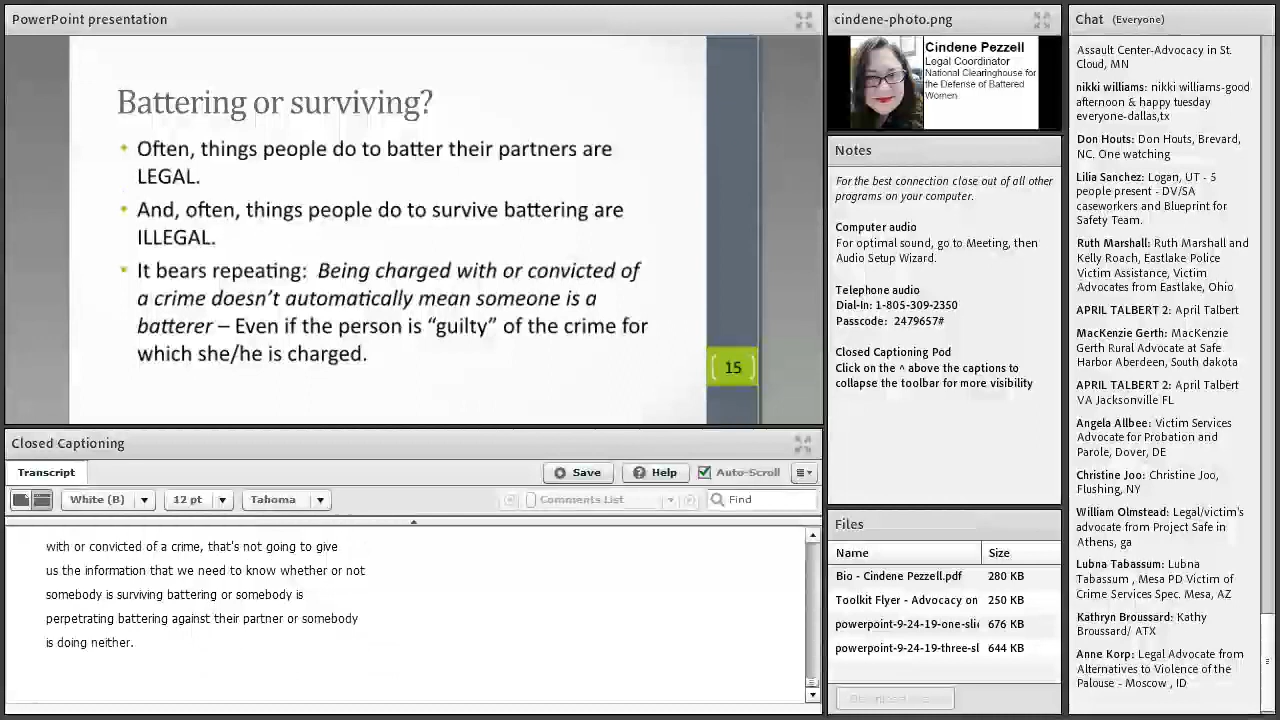 PowerPoint presentation
Battering or surviving?
Often, things people do to batter their partners are
LEGAL.
And, often, things people do to survive battering are
ILLEGAL.
It bears repeating:  Being charged with or convicted of
a crime doesn't automatically mean someone is a
batterer – Even if the person is “guilty” of the crime for
which she/he is charged.
15
Closed Captioning
Transcript
Save
Help
Auto-Scroll
White (B)
12 pt
Tahoma
Comments List
Find
with or convicted of a crime, that's not going to give
us the information that we need to know whether or not
somebody is surviving battering or somebody is
perpetrating battering against their partner or somebody
is doing neither.
cindene-photo.png
Cindene Pezzell
Legal Coordinator
National Clearinghouse for
the Defense of Battered
Women
Notes
For the best connection close out of all other
programs on your computer.
Computer audio
For optimal sound, go to Meeting, then
Audio Setup Wizard.
Telephone audio
Dial-In: 1-805-309-2350
Passcode:  2479657#
Closed Captioning Pod
Click on the ^ above the captions to
collapse the toolbar for more visibility
Files
Name Size
Bio - Cindene Pezzell.pdf 280 KB
Toolkit Flyer - Advocacy on 250 KB
powerpoint-9-24-19-one-sli 676 KB
powerpoint-9-24-19-three-sl 644 KB
Chat (Everyone)
Assault Center-Advocacy in St.
Cloud, MN
nikki williams: nikki williams-good
afternoon & happy tuesday
everyone-dallas,tx
Don Houts: Don Houts, Brevard,
NC. One watching
Lilia Sanchez: Logan, UT - 5
people present - DV/SA
caseworkers and Blueprint for
Safety Team.
Ruth Marshall: Ruth Marshall and
Kelly Roach, Eastlake Police
Victim Assistance, Victim
Advocates from Eastlake, Ohio
APRIL TALBERT 2: April Talbert
MacKenzie Gerth: MacKenzie
Gerth Rural Advocate at Safe
Harbor Aberdeen, South dakota
APRIL TALBERT 2: April Talbert
VA Jacksonville FL
Angela Allbee: Victim Services
Advocate for Probation and
Parole, Dover, DE
Christine Joo: Christine Joo,
Flushing, NY
William Olmstead: Legal/victim's
advocate from Project Safe in
Athens, ga
Lubna Tabassum: Lubna
Tabassum , Mesa PD Victim of
Crime Services Spec. Mesa, AZ
Kathryn Broussard: Kathy
Broussard/ ATX
Anne Korp: Legal Advocate from
Alternatives to Violence of the
Palouse - Moscow , ID